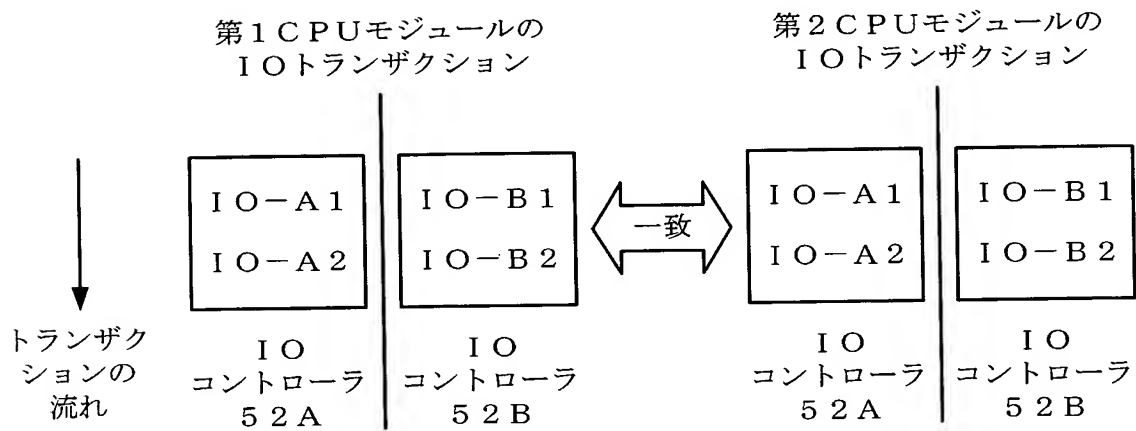 第1CPUモジュールの
IOトランザクション
第2CPUモジュールの
IOトランザクション
IO－A1
IO－A2
IO－B1
IO－B2
一致
IO－A1
IO－A2
IO－B1
IO－B2
トランザク
ションの
流れ
IO
コントローラ
52A
IO
コントローラ
52B
IO
コントローラ
52A
IO
コントローラ
52B